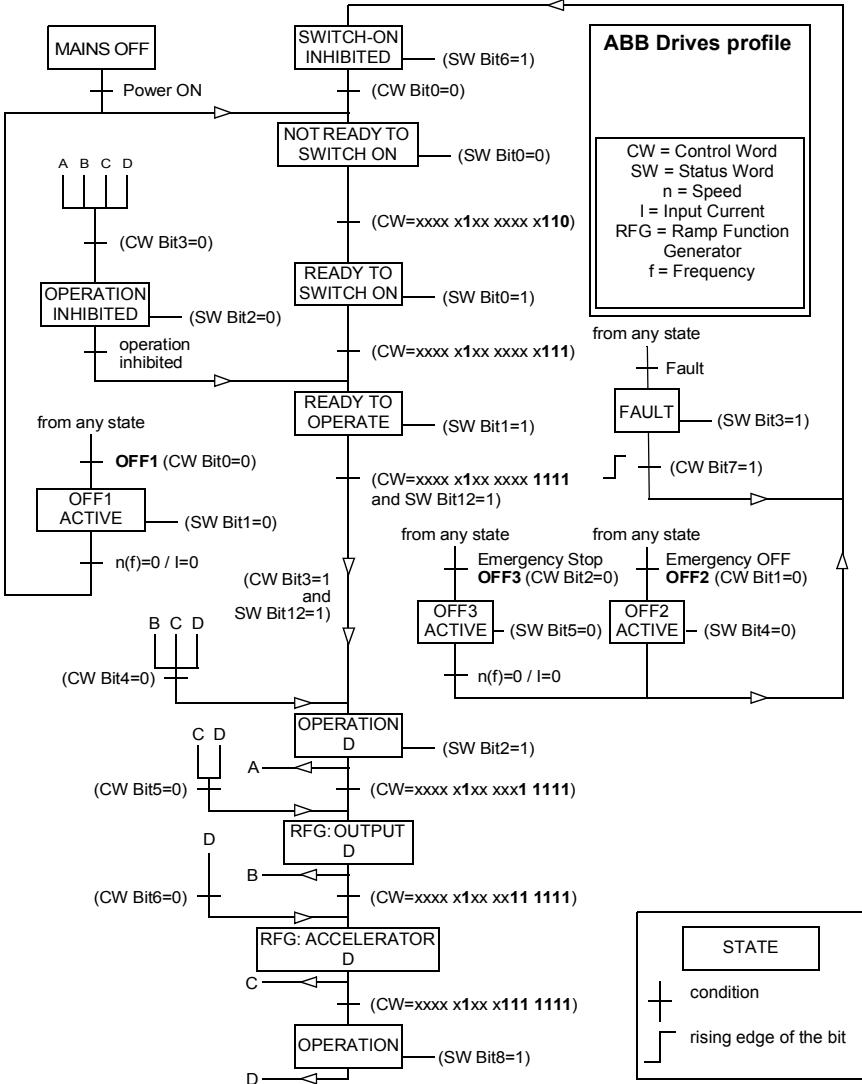 MAINS OFF
Power ON
SWITCH-ON
INHIBITED
(SW Bit6=1)
(CW Bit0=0)
NOT READY TO
SWITCH ON
(SW Bit0=0)
A B C D
(CW Bit3=0)
OPERATION
INHIBITED
(SW Bit2=0)
operation
inhibited
(CW=xxxx x1xx xxxx x110)
READY TO
SWITCH ON
(SW Bit0=1)
(CW=xxxx x1xx xxxx x111)
READY TO
OPERATE
(SW Bit1=1)
(CW=xxxx x1xx xxxx 1111
and SW Bit12=1)
ABB Drives profile
CW = Control Word
SW = Status Word
n = Speed
I = Input Current
RFG = Ramp Function
Generator
f = Frequency
from any state
Fault
FAULT
(SW Bit3=1)
(CW Bit7=1)
from any state
OFF1 (CW Bit0=0)
OFF1
ACTIVE
(SW Bit1=0)
n(f)=0 / I=0
(CW Bit3=1
and
SW Bit12=1)
from any state
Emergency Stop
OFF3 (CW Bit2=0)
OFF3
ACTIVE
(SW Bit5=0)
n(f)=0 / I=0
from any state
Emergency OFF
OFF2 (CW Bit1=0)
OFF2
ACTIVE
(SW Bit4=0)
B C D
(CW Bit4=0)
OPERATION
D
(SW Bit2=1)
A
(CW=xxxx x1xx xxx1 1111)
C D
(CW Bit5=0)
RFG: OUTPUT
D
B
(CW=xxxx x1xx xx11 1111)
D
(CW Bit6=0)
RFG: ACCELERATOR
D
C
(CW=xxxx x1xx x111 1111)
OPERATION
(SW Bit8=1)
D
STATE
condition
rising edge of the bit